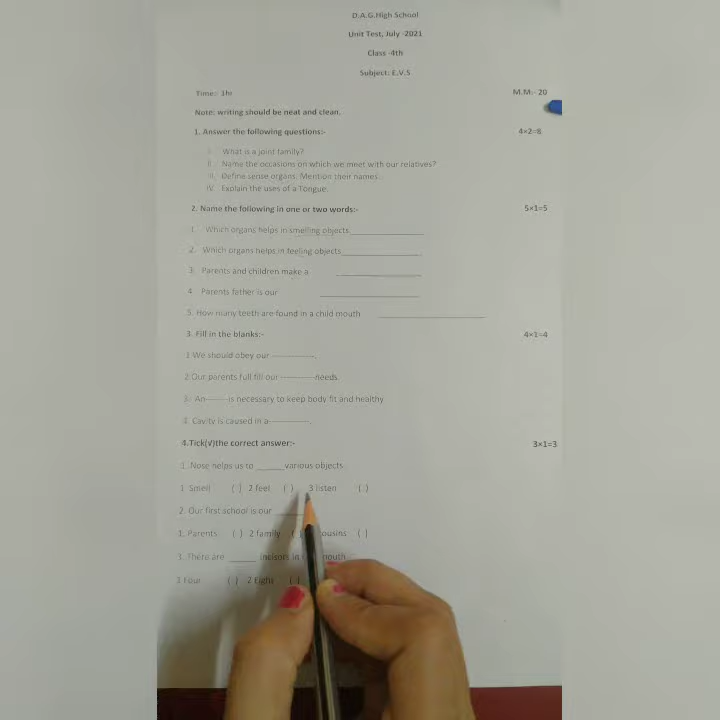 D.A.G.High School
Unit Test, July -2021
Class -4th
Subject: E.V.S
Time:- 1hr M.M:- 20
Note: writing should be neat and clean.
1. Answer the following questions:- 4×2=8
I. What is a joint family?
II. Name the occasions on which we meet with our relatives?
III. Define sense organs. Mention their names.
IV. Explain the uses of a Tongue.
2. Name the following in one or two words:- 5×1=5
1. Which organs helps in smelling objects____________
2. Which organs helps in feeling objects____________.
3. Parents and children make a ____________
4. Parents father is our ____________
5. How many teeth are found in a child mouth ____________
3. Fill in the blanks:- 4×1=4
1.We should obey our -----------.
2.Our parents full fill our ----------needs.
3. An-------is necessary to keep body fit and healthy
4. Cavity is caused in a----------.
4.Tick(√)the correct answer:- 3×1=3
1. Nose helps us to ______various objects.
1 Smell ( ) 2 feel ( ) 3 listen ( )
2. Our first school is our ______
1. Parents ( ) 2 family ( ousins ( )
3. There are ______ incisors in mouth
Four ( ) 2 Eight ( )